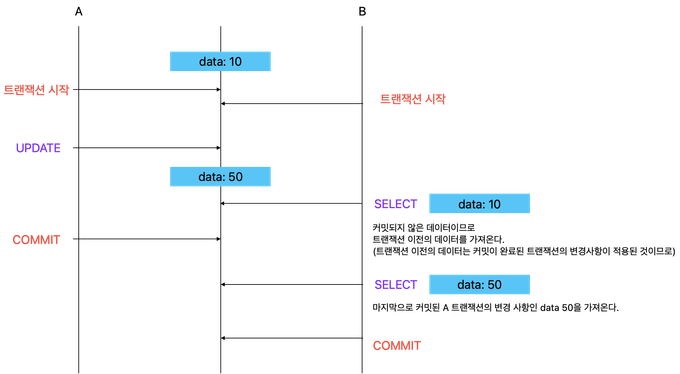 A
B
data: 10
트랜잭션 시작
트랜잭션 시작
UPDATE
data: 50
SELECT
data: 10
커밋되지 않은 데이터이므로
트랜잭션 이전의 데이터를 가져온다.
(트랜잭션 이전의 데이터는 커밋이 완료된 트랜잭션의 변경사항이 적용된 것이므로)
COMMIT
SELECT
data: 50
마지막으로 커밋된 A 트랜잭션의 변경 사항인 data 50을 가져온다.
COMMIT